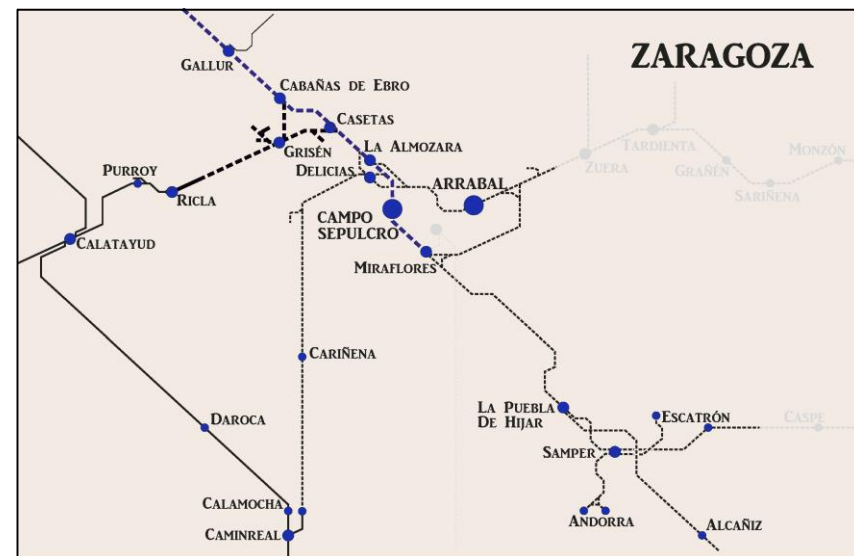 ZARAGOZA
GALLUR
CABAÑAS DE EBRO
CASETAS
LA ALMOZARA
GRISÉN
DELICIAS
TARDIENTA
MONZÓN
ZUERA
GRAÑÉN
SARIÑENA
PURROY
RICLA
ARRABAL
CAMPO
SEPULCRO
CALATAYUD
MIRAFLORES
CARIÑENA
DAROCA
LA PUEBLA
DE HIJAR
ESCATRÓN
CASPE
SAMPER
CALAMOCHA
CAMINREAL
ANDORRA
ALCAÑIZ